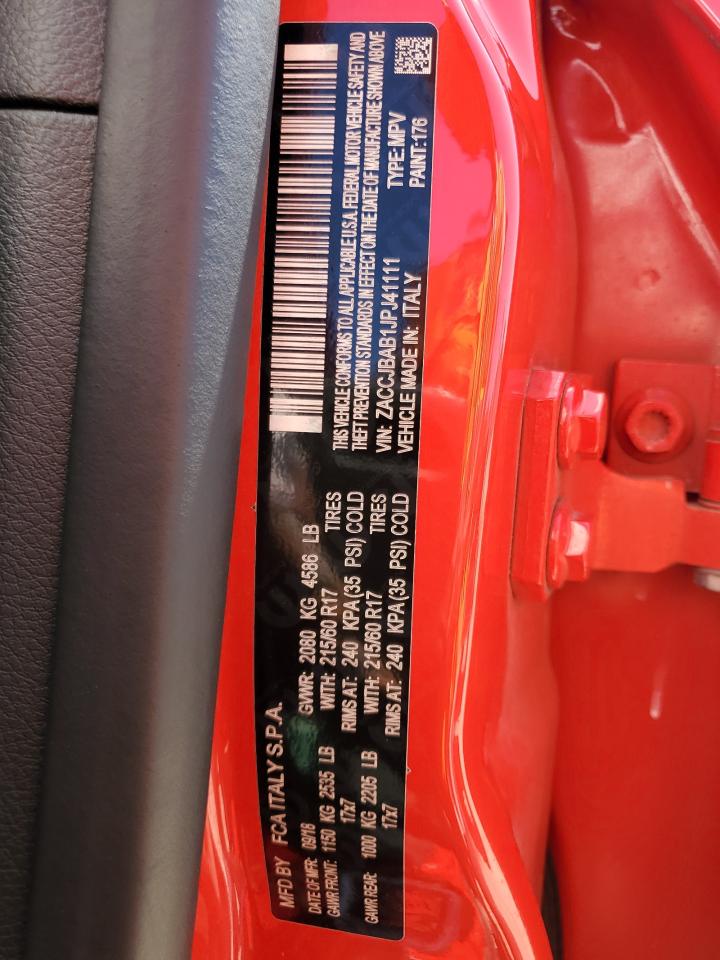 MFD BY FCA ITALY S.P.A.
DATE OF MFR: 09/18 GVWR: 2080 KG 4586 LB
GAWR FRONT: 1150 KG 2535 LB WITH: 215/60 R17 TIRES
17x7 RIMS AT: 240 KPA(35 PSI) COLD
GAWR REAR: 1000 KG 2205 LB WITH: 215/60 R17 TIRES
17x7 RIMS AT: 240 KPA(35 PSI) COLD
THIS VEHICLE CONFORMS TO ALL APPLICABLE U.S.A. FEDERAL MOTOR VEHICLE SAFETY AND
THEFT PREVENTION STANDARDS IN EFFECT ON THE DATE OF MANUFACTURE SHOWN ABOVE
VIN: ZACCJBAB1JPJ41111 TYPE: MPV
VEHICLE MADE IN: ITALY PAINT: 176